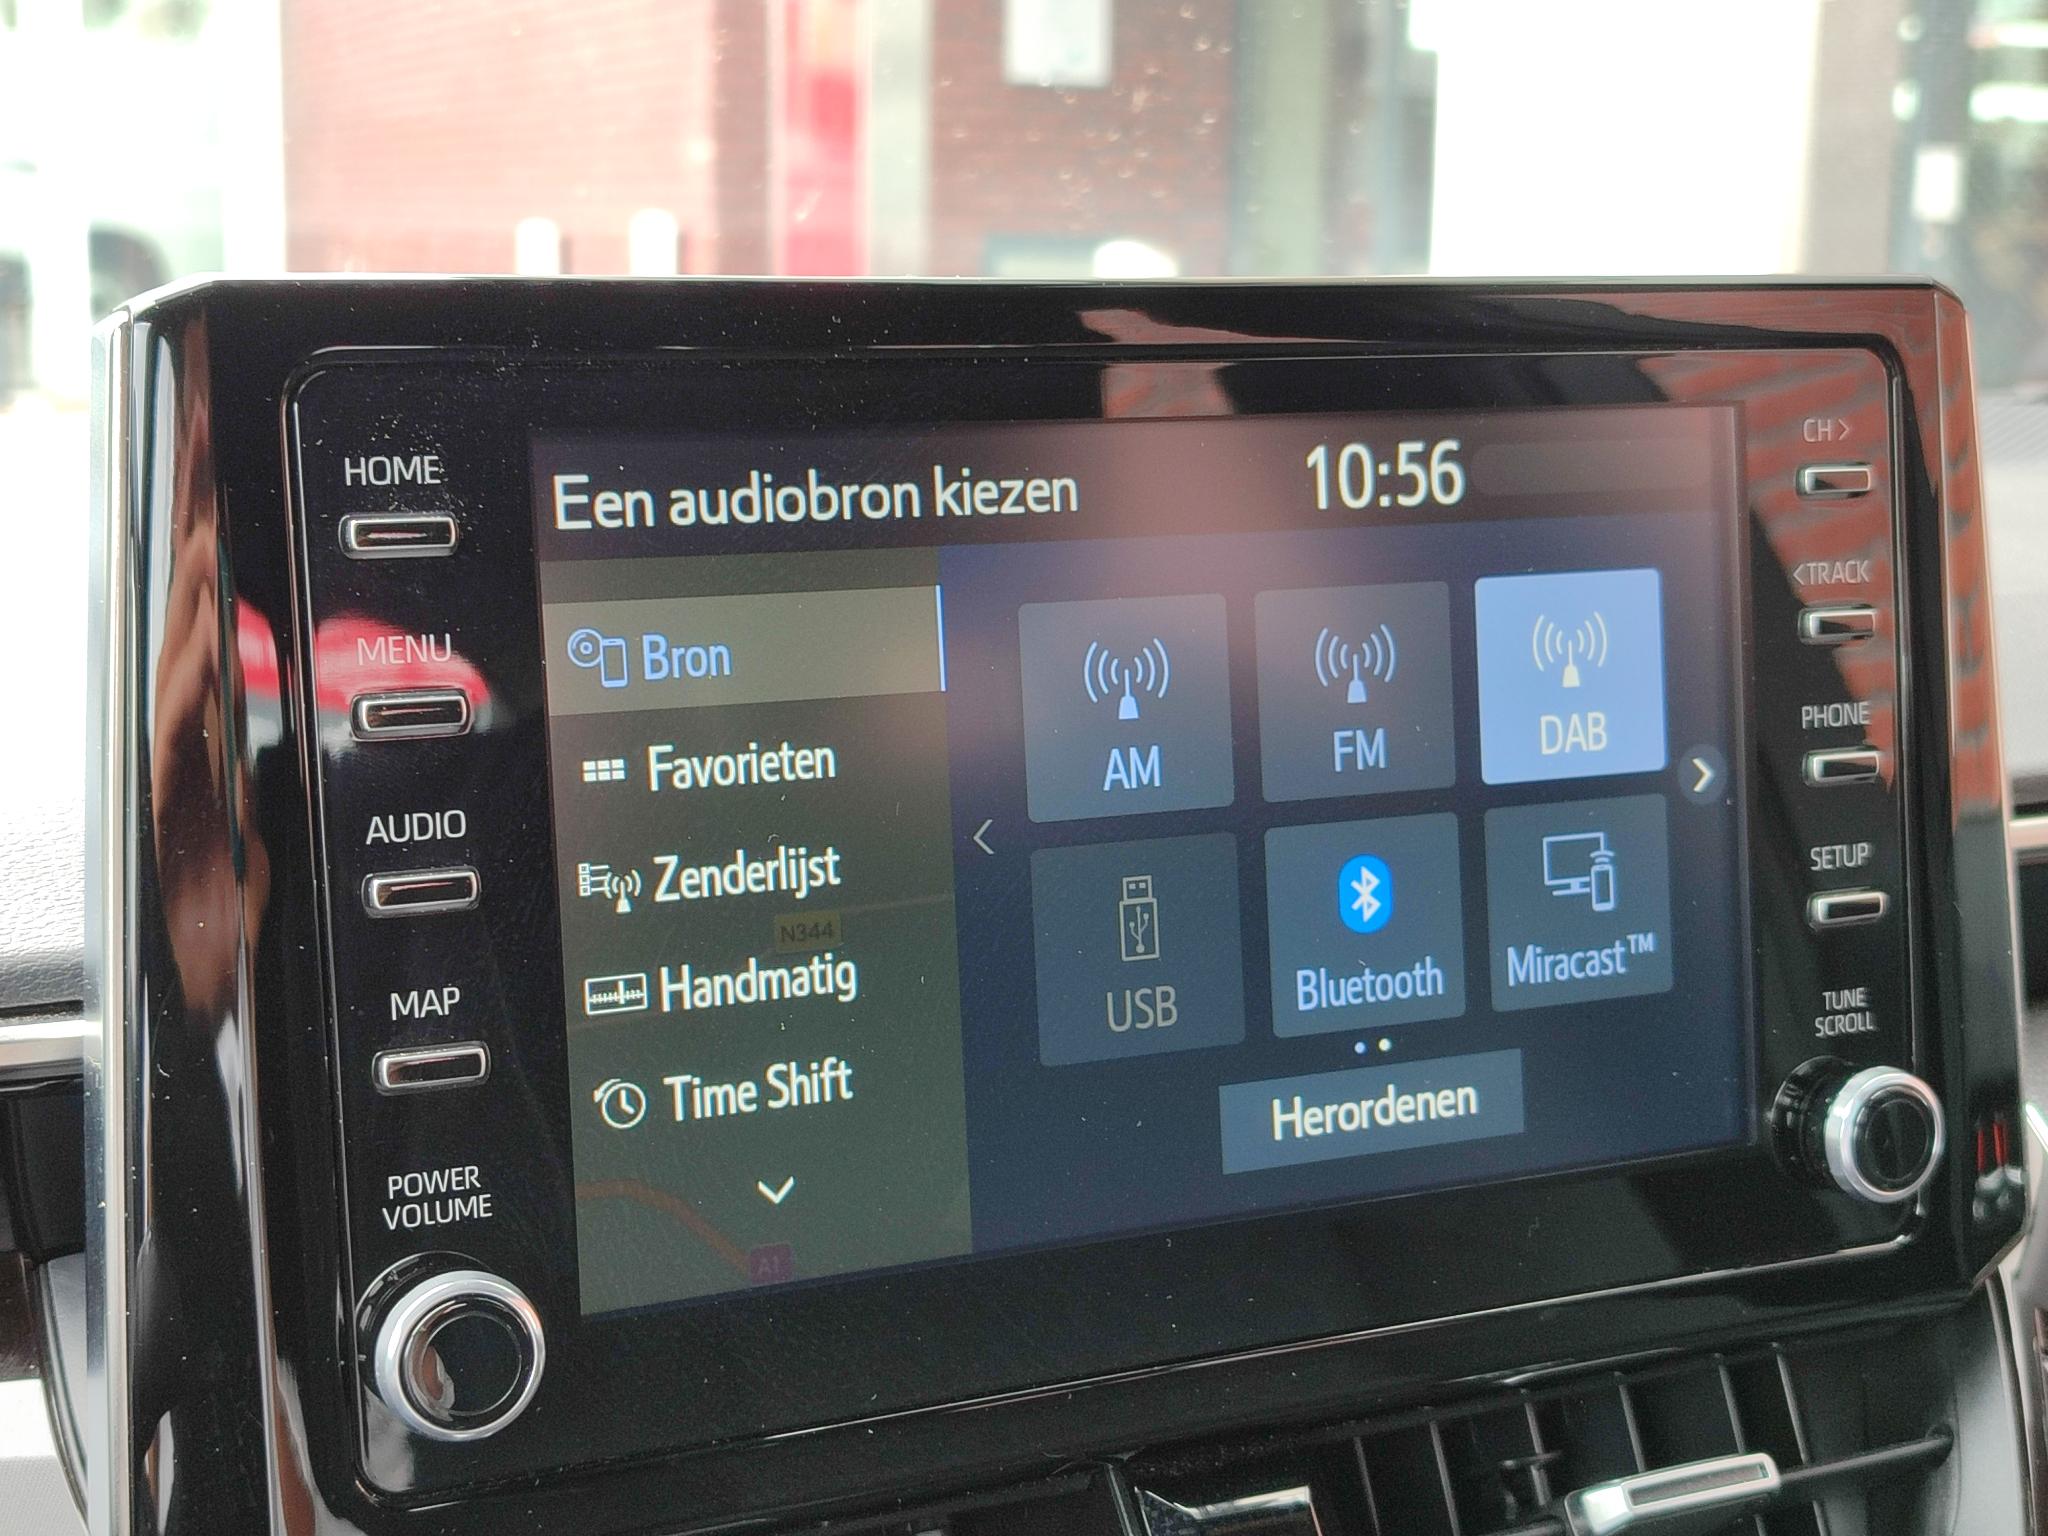 HOME
MENU
AUDIO
MAP
POWER
VOLUME
Een audiobron kiezen
10:56
Bron
Favorieten
Zenderlijst
N344
Handmatig
Time Shift
A1
AM
FM
DAB
USB
Bluetooth
Miracast™
Herordenen
CH >
< TRACK
PHONE
SETUP
TUNE
SCROLL